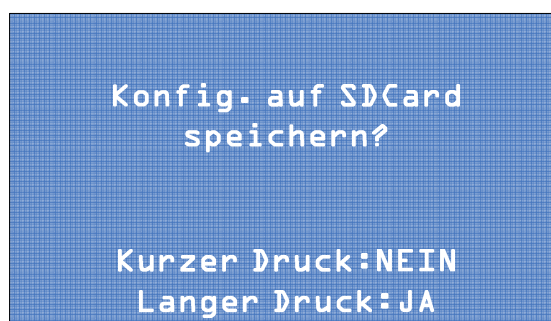 Konfig. auf SDCard
speichern?
Kurzer Druck:NEIN
Langer Druck:JA